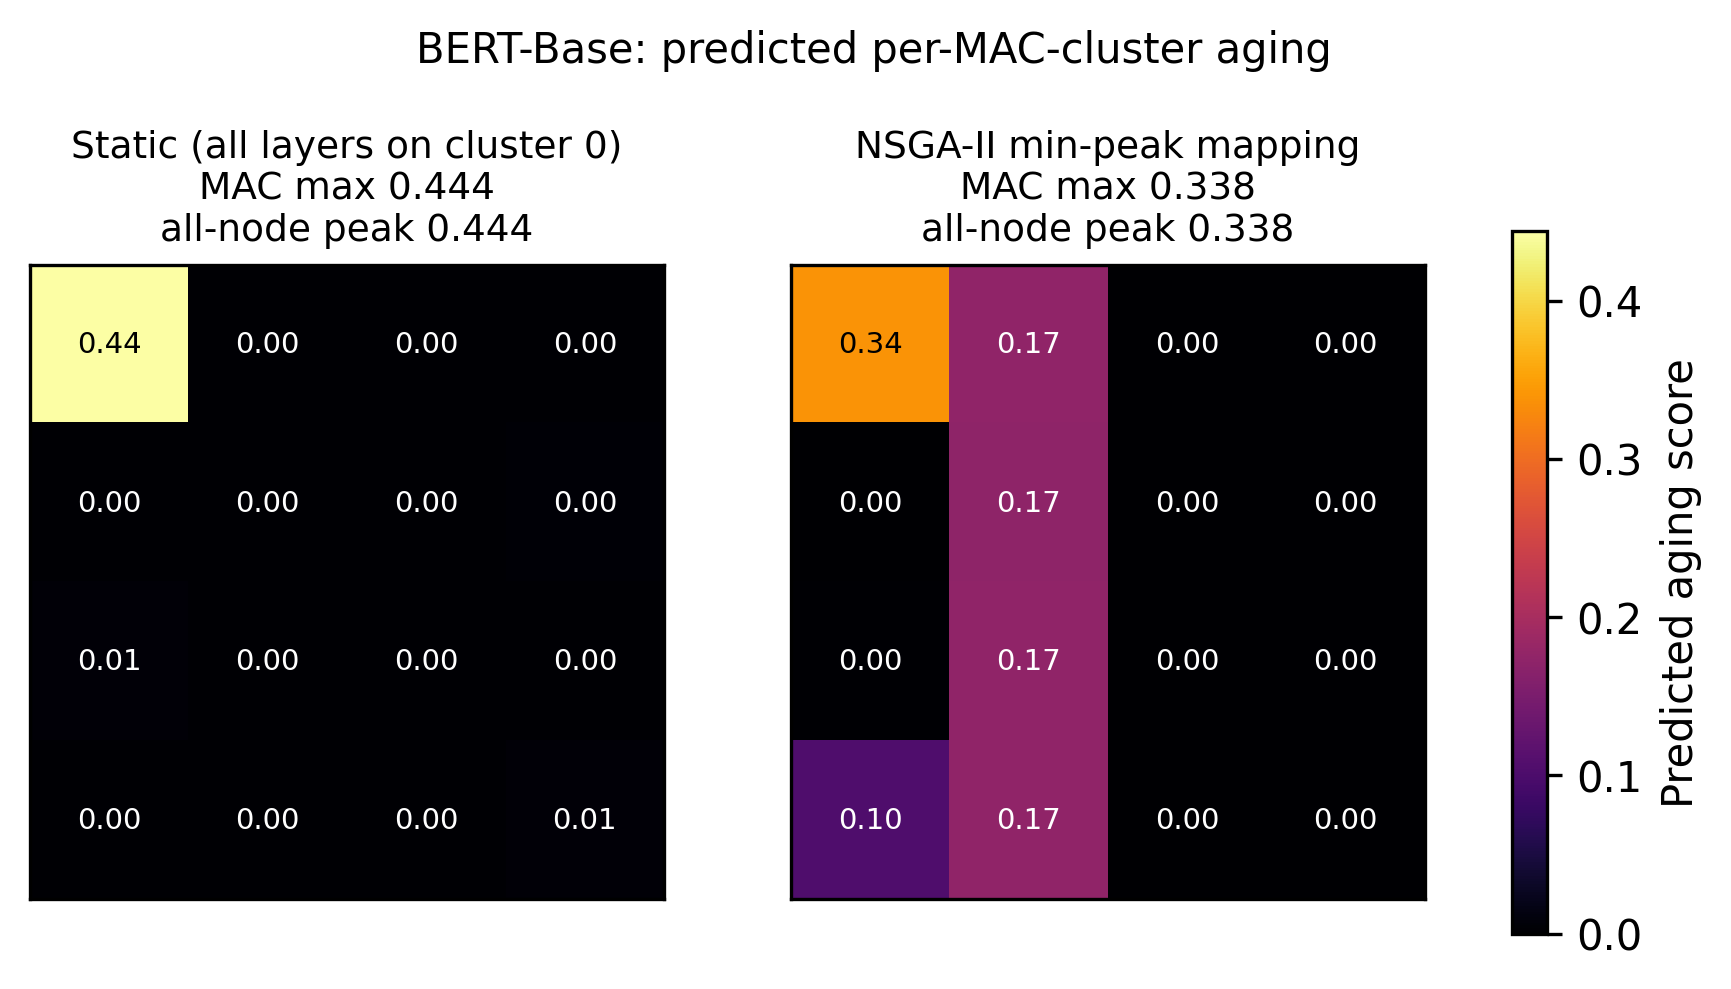 BERT-Base: predicted per-MAC-cluster aging
Static (all layers on cluster 0)
MAC max 0.444
all-node peak 0.444
0.44 0.00 0.00 0.00
0.00 0.00 0.00 0.00
0.01 0.00 0.00 0.00
0.00 0.00 0.00 0.01
NSGA-II min-peak mapping
MAC max 0.338
all-node peak 0.338
0.34 0.17 0.00 0.00
0.00 0.17 0.00 0.00
0.00 0.17 0.00 0.00
0.10 0.17 0.00 0.00
0.4
0.3
0.2
0.1
0.0
Predicted aging score